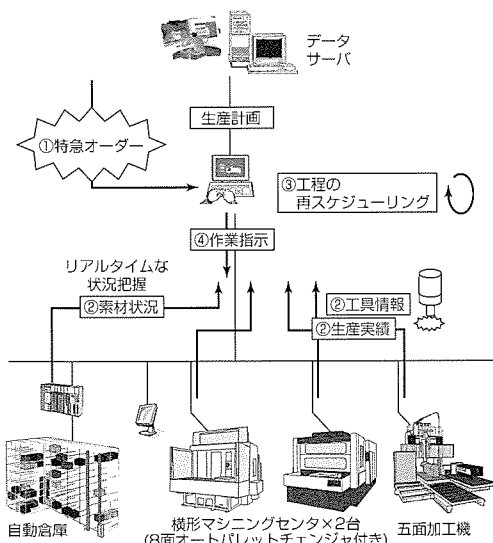 データ
サーバ
生産計画
①特急オーダー
③工程の
再スケジューリング
④作業指示
リアルタイムな
状況把握
②素材状況
②工具情報
②生産実績
自動倉庫
横形マシニングセンタ×2台
(8面オートパレットチェンジャ付き)
五面加工機